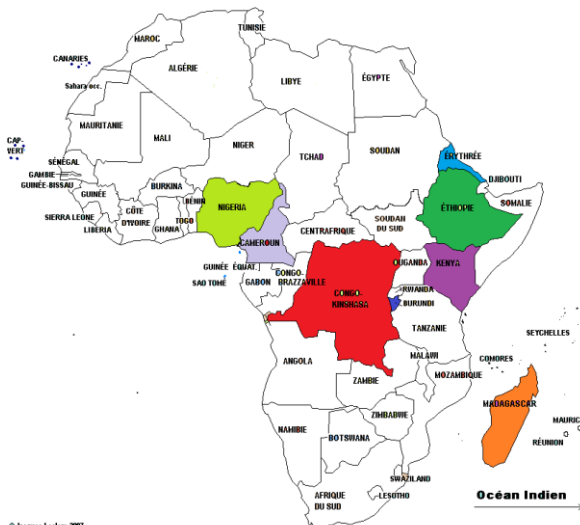 TUNISIE
MAROC
CANARIES
ALGÉRIE
LIBYE
ÉGYPTE
Sahara occ.
MAURITANIE
CAP-
VERT
MALI
NIGER
TCHAD
SOUDAN
ÉRYTHRÉE
SÉNÉGAL
GAMBIE
GUINÉE-BISSAU
DJIBOUTI
BURKINA
GUINÉE
BÉNIN
NIGERIA
ÉTHIOPIE
SOMALIE
SIERRA LEONE
CÔTE
D'IVOIRE
TOGO
LIBERIA
GHANA
CENTRAFRIQUE
SOUDAN
DU SUD
CAMEROUN
GUINÉE ÉQUAT.
OUGANDA
KENYA
SAO TOMÉ
GABON
CONGO-
BRAZZAVILLE
CONGO
KINSHASA
RWANDA
BURUNDI
TANZANIE
SEYCHELLES
ANGOLA
MALAWI
COMORES
ZAMBIE
MOZAMBIQUE
MADAGASCAR
ZIMBABWE
MAURIC
NAMIBIE
BOTSWANA
RÉUNION
SWAZILAND
AFRIQUE
DU SUD
LESOTHO
Océan Indien